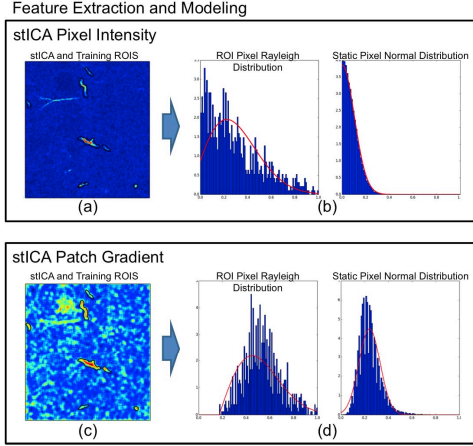 Feature Extraction and Modeling
stICA Pixel Intensity
stICA and Training ROIS
ROI Pixel Rayleigh
Distribution
Static Pixel Normal Distribution
(a)
(b)
stICA Patch Gradient
stICA and Training ROIS
ROI Pixel Rayleigh
Distribution
Static Pixel Normal Distribution
(c)
(d)